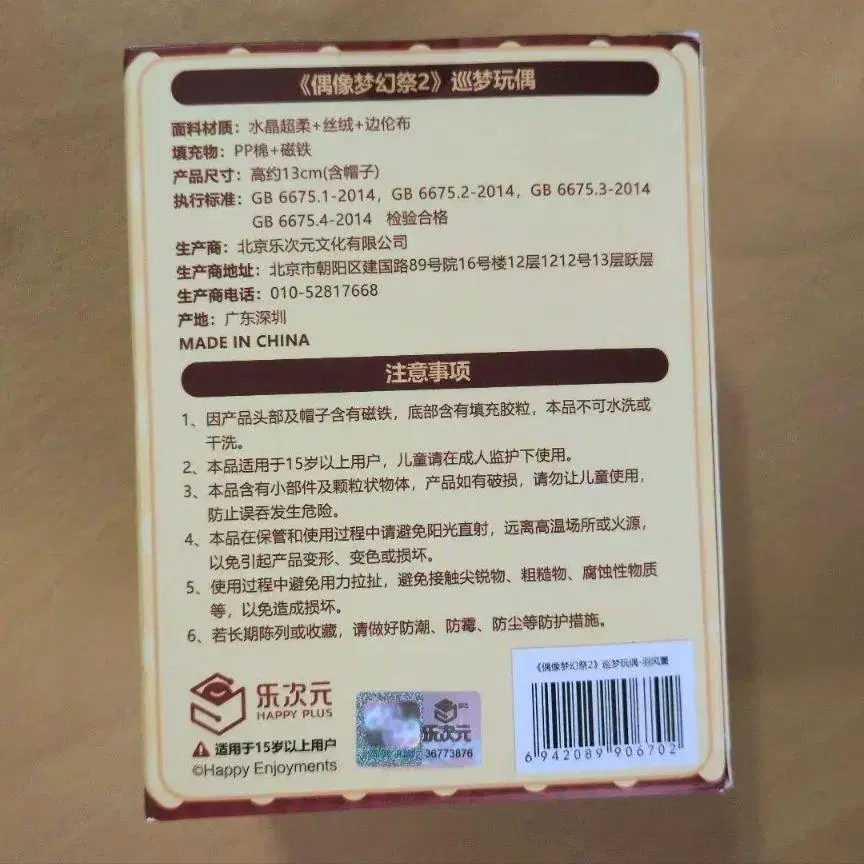 《偶像梦幻祭2》巡梦玩偶
面料材质：水晶超柔+丝绒+边伦布
填充物：PP棉+磁铁
产品尺寸：高约13cm(含帽子)
执行标准：GB 6675.1-2014，GB 6675.2-2014，GB 6675.3-2014
GB 6675.4-2014 检验合格
生产商：北京乐次元文化有限公司
生产商地址：北京市朝阳区建国路89号院16号楼12层1212号13层跃层
生产商电话：010-52817668
产地：广东深圳
MADE IN CHINA
注意事项
1、因产品头部及帽子含有磁铁，底部含有填充胶粒，本品不可水洗或
干洗。
2、本品适用于15岁以上用户，儿童请在成人监护下使用。
3、本品含有小部件及颗粒状物体，产品如有破损，请勿让儿童使用，
防止误吞发生危险。
4、本品在保管和使用过程中请避免阳光直射，远离高温场所或火源，
以免引起产品变形、变色或损坏。
5、使用过程中避免用力拉扯，避免接触尖锐物、粗糙物、腐蚀性物质
等，以免造成损坏。
6、若长期陈列或收藏，请做好防潮、防霉、防尘等防护措施。
《偶像梦幻祭2》巡梦玩偶-羽风薰
乐次元
HAPPY PLUS
乐次元
36773876
6 942089 906702
适用于15岁以上用户
©Happy Enjoyments